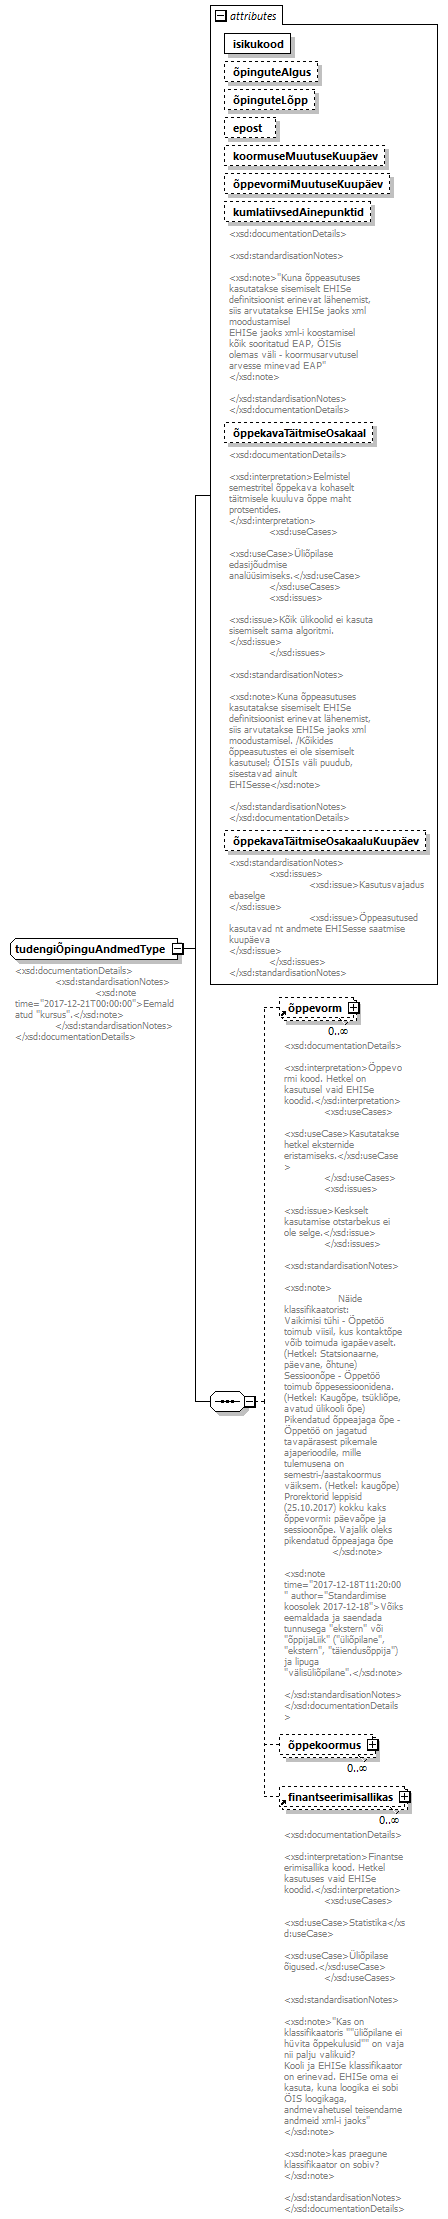 attributes
isikukood
õpinguteAlgus
õpinguteLõpp
epost
koormuseMuutuseKuupäev
õppevormiMuutuseKuupäev
kumlatiivsedAinepunktid
<xsd:documentationDetails>
<xsd:standardisationNotes>
<xsd:note>"Kuna õppeasutuses
kasutatakse sisemiselt EHISe
definitsioonist erinevat lähenemist,
siis arvutatakse EHISe jaoks xml
moodustamisel
EHISe jaoks xml-i koostamisel
kõik sooritatud EAP, ÕISis
olemas väli - koormusarvutusel
arvesse minevad EAP"
</xsd:note>
</xsd:standardisationNotes>
</xsd:documentationDetails>
õppekavaTäitmiseOsakaal
<xsd:documentationDetails>
<xsd:interpretation>Eelmistel
semestritel õppekava kohaselt
täitmisele kuuluva õppe maht
protsentides.
</xsd:interpretation>
<xsd:useCases>
<xsd:useCase>Üliõpilase
edasijõudmise
analüüsimiseks.</xsd:useCase>
</xsd:useCases>
<xsd:issues>
<xsd:issue>Kõik ülikoolid ei kasuta
sisemiselt sama algoritmi.
</xsd:issue>
</xsd:issues>
<xsd:standardisationNotes>
<xsd:note>Kuna õppeasutuses
kasutatakse sisemiselt EHISe
definitsioonist erinevat lähenemist,
siis arvutatakse EHISe jaoks xml
moodustamisel. /Kõikides
õppeasutustes ei ole sisemiselt
kasutusel; ÕISIs väli puudub,
sisestavad ainult
EHISesse</xsd:note>
</xsd:standardisationNotes>
</xsd:documentationDetails>
õppekavaTäitmiseOsakaaluKuupäev
<xsd:standardisationNotes>
<xsd:issues>
<xsd:issue>Kasutusvajadus
ebaselge
</xsd:issue>
<xsd:issue>Õppeasutused
kasutavad nt andmete EHISesse saatmise
kuupäeva
</xsd:issue>
</xsd:issues>
</xsd:standardisationNotes>
tudengiÕpinguAndmedType
<xsd:documentationDetails>
<xsd:standardisationNotes>
<xsd:note
time="2017-12-21T00:00:00">Eemald
atud "kursus".</xsd:note>
</xsd:standardisationNotes>
</xsd:documentationDetails>
õppevorm
0..∞
<xsd:documentationDetails>
<xsd:interpretation>Õppevo
rmi kood. Hetkel on
kasutusel vaid EHISe
koodid.</xsd:interpretation>
<xsd:useCases>
<xsd:useCase>Kasutatakse
hetkel eksternide
eristamiseks.</xsd:useCase
>
</xsd:useCases>
<xsd:issues>
<xsd:issue>Keskselt
kasutamise otstarbekus ei
ole selge.</xsd:issue>
</xsd:issues>
<xsd:standardisationNotes>
<xsd:note>
Näide
klassifikaatorist:
Vaikimisi tühi - Õppetöö
toimub viisil, kus kontaktõpe
võib toimuda igapäevaselt.
(Hetkel: Statsionaarne,
päevane, õhtune)
Sessioonõpe - Õppetöö
toimub õppesessioonidena.
(Hetkel: Kaugõpe, tsükliõpe,
avatud ülikooli õpe)
Pikendatud õppeajaga õpe -
Õppetöö on jagatud
tavapärasest pikemale
ajaperioodile, mille
tulemusena on
semestri-/aastakoormus
väiksem. (Hetkel: kaugõpe)
Prorektorid leppisid
(25.10.2017) kokku kaks
õppevormi: päevaõpe ja
sessioonõpe. Vajalik oleks
pikendatud õppeajaga õpe
</xsd:note>
<xsd:note
time="2017-12-18T11:20:00
" author="Standardimise
koosolek 2017-12-18">Võiks
eemaldada ja saendada
tunnusega "ekstern" või
"õppijaLiik" ("üliõpilane",
"ekstern", "täiendusõppija")
ja lipuga
"välisüliõpilane".</xsd:note>
</xsd:standardisationNotes>
</xsd:documentationDetails
>
õppekoormus
0..∞
finantseerimisallikas
0..∞
<xsd:documentationDetails>
<xsd:interpretation>Finantse
erimisallika kood. Hetkel
kasutuses vaid EHISe
koodid.</xsd:interpretation>
<xsd:useCases>
<xsd:useCase>Statistika</xs
d:useCase>
<xsd:useCase>Üliõpilase
õigused.</xsd:useCase>
</xsd:useCases>
<xsd:standardisationNotes>
<xsd:note>"Kas on
klassifikaatoris ""üliõpilane ei
hüvita õppekulusid"" on vaja
nii palju valikuid?
Kooli ja EHISe klassifikaator
on erinevad. EHISe oma ei
kasuta, kuna loogika ei sobi
ÕIS loogikaga,
andmevahetusel teisendame
andmeid xml-i jaoks"
</xsd:note>
<xsd:note>kas praegune
klassifikaator on sobiv?
</xsd:note>
</xsd:standardisationNotes>
</xsd:documentationDetails>